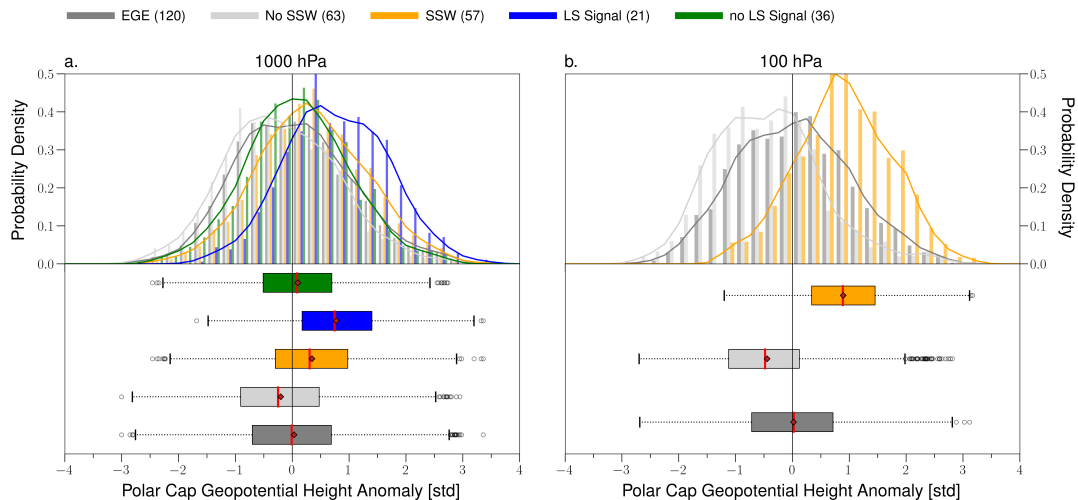 EGE (120) No SSW (63) SSW (57) LS Signal (21) no LS Signal (36)
a. 1000 hPa
b. 100 hPa
0.5
0.4
0.3
0.2
0.1
0.0
Probability Density
0.5
0.4
0.3
0.2
0.1
0.0
Probability Density
−4 −3 −2 −1 0 1 2 3 4
−4 −3 −2 −1 0 1 2 3 4
Polar Cap Geopotential Height Anomaly [std]
Polar Cap Geopotential Height Anomaly [std]